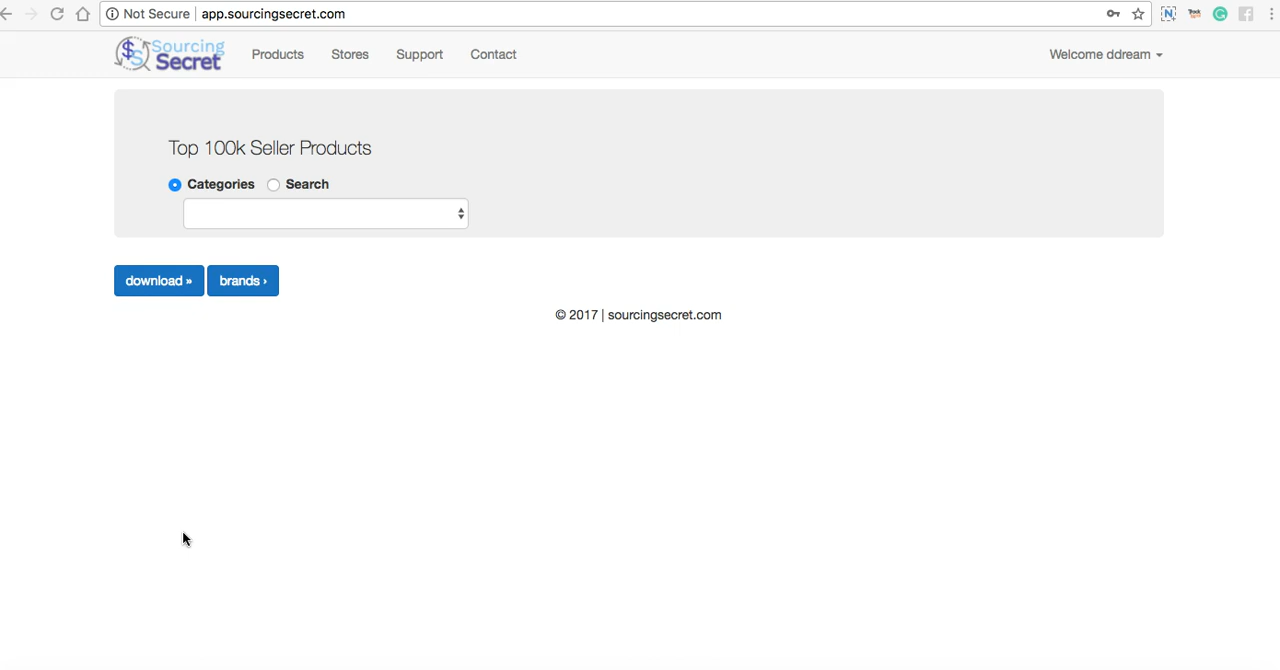 Not Secure | app.sourcingsecret.com
Sourcing
Secret
Products Stores Support Contact
Welcome ddream
Top 100k Seller Products
Categories Search
download » brands ›
© 2017 | sourcingsecret.com